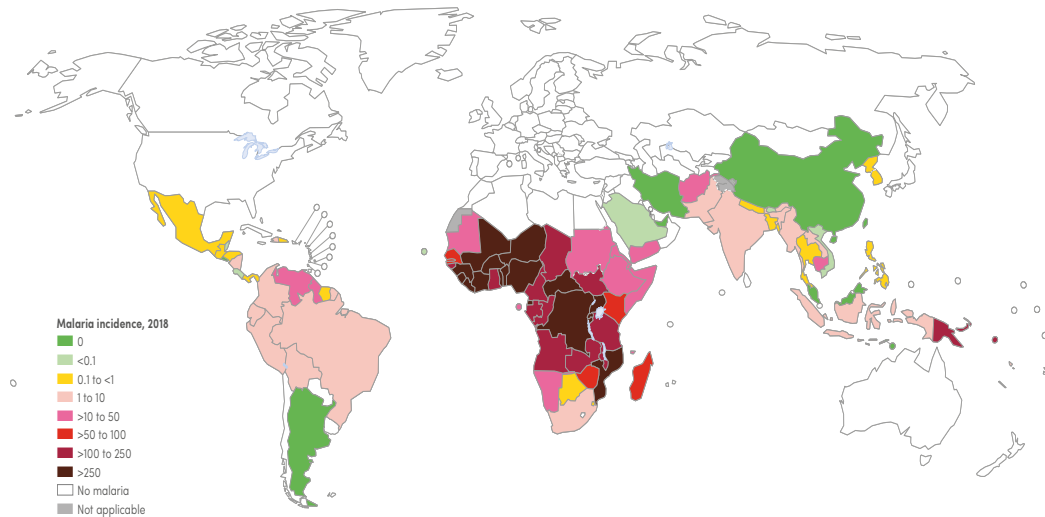 Malaria incidence, 2018
0
<0.1
0.1 to <1
1 to 10
>10 to 50
>50 to 100
>100 to 250
>250
No malaria
Not applicable